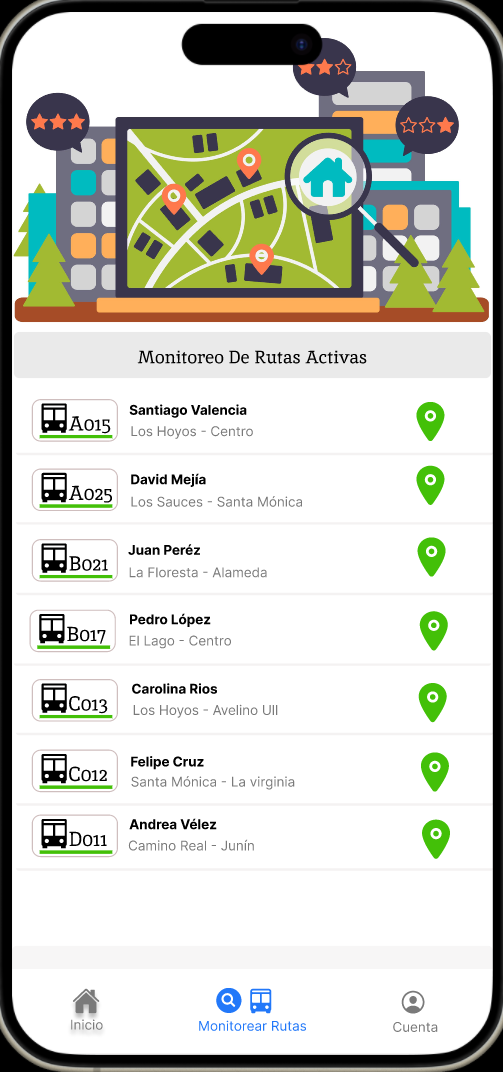 Monitoreo De Rutas Activas
A015
Santiago Valencia
Los Hoyos - Centro
A025
David Mejía
Los Sauces - Santa Mónica
B021
Juan Peréz
La Floresta - Alameda
B017
Pedro López
El Lago - Centro
C013
Carolina Rios
Los Hoyos - Avelino Ull
C012
Felipe Cruz
Santa Mónica - La virginia
D011
Andrea Vélez
Camino Real - Junín
Inicio
Monitorear Rutas
Cuenta